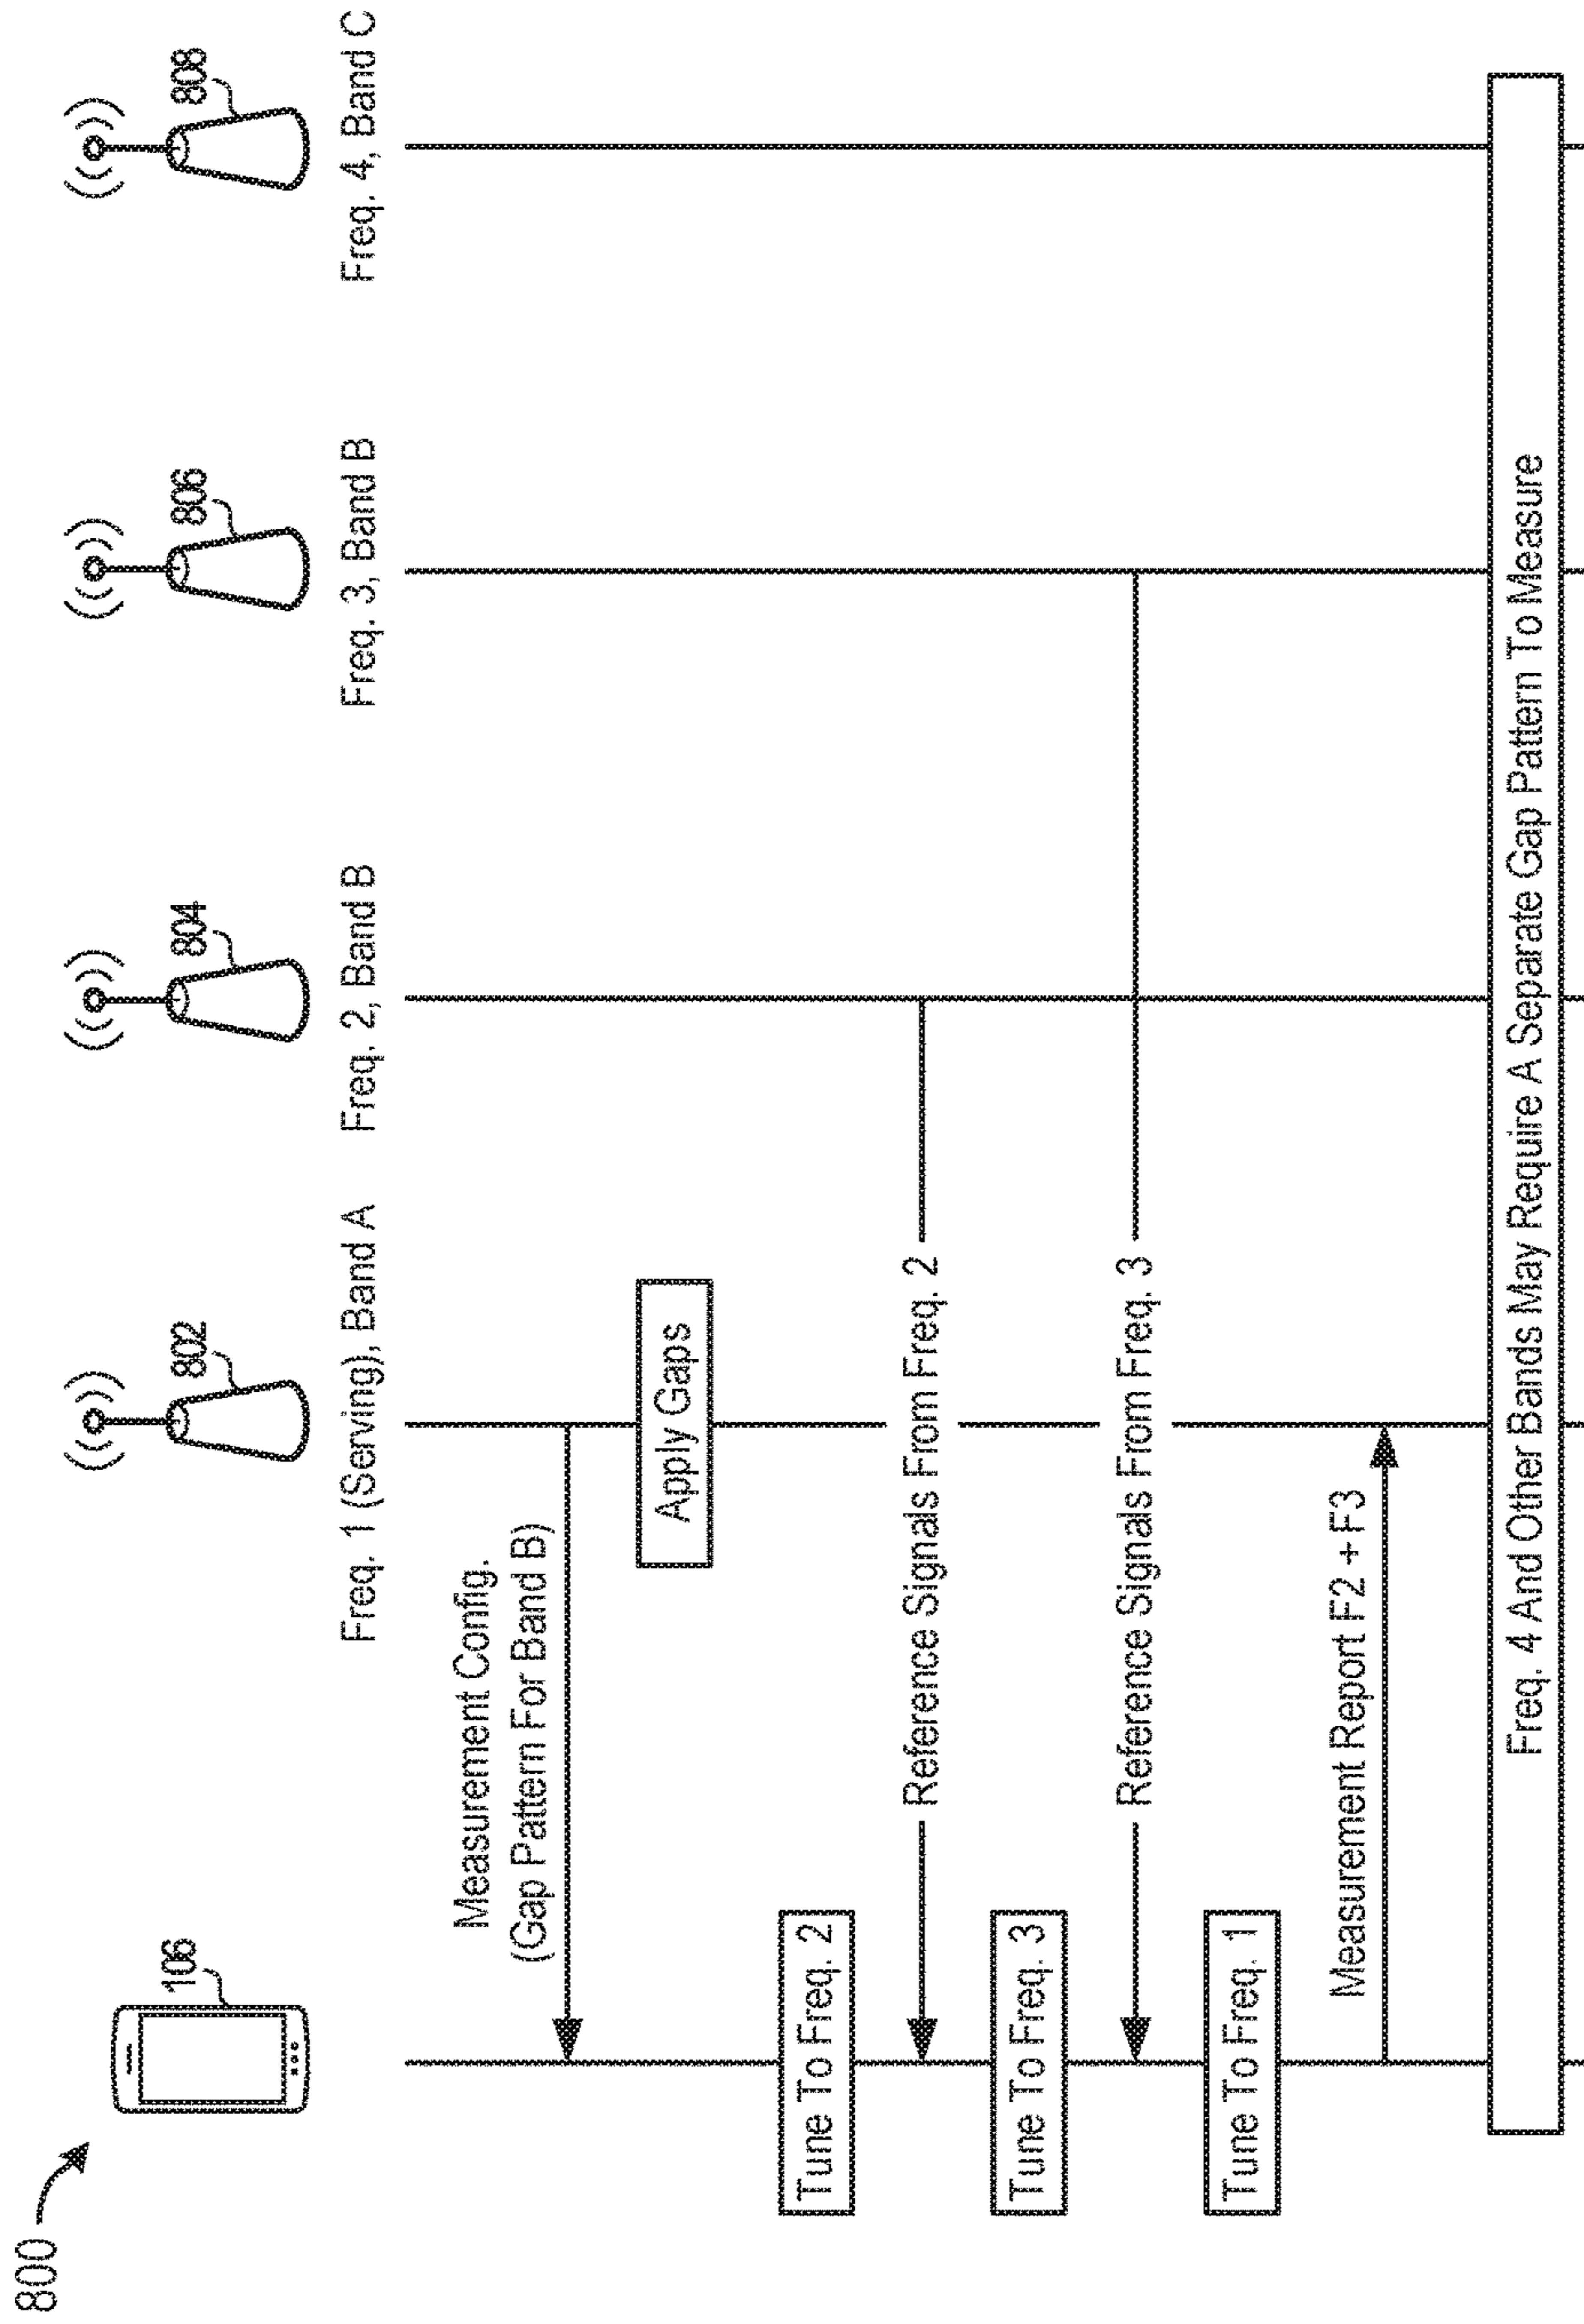 800
106
802
804
806
808
Freq. 1 (Serving), Band A
Freq. 2, Band B
Freq. 3, Band B
Freq. 4, Band C
Measurement Config.
(Gap Pattern For Band B)
Apply Gaps
Tune To Freq. 2
Reference Signals From Freq. 2
Tune To Freq. 3
Reference Signals From Freq. 3
Tune To Freq. 1
Measurement Report F2 + F3
Freq. 4 And Other Bands May Require A Separate Gap Pattern To Measure